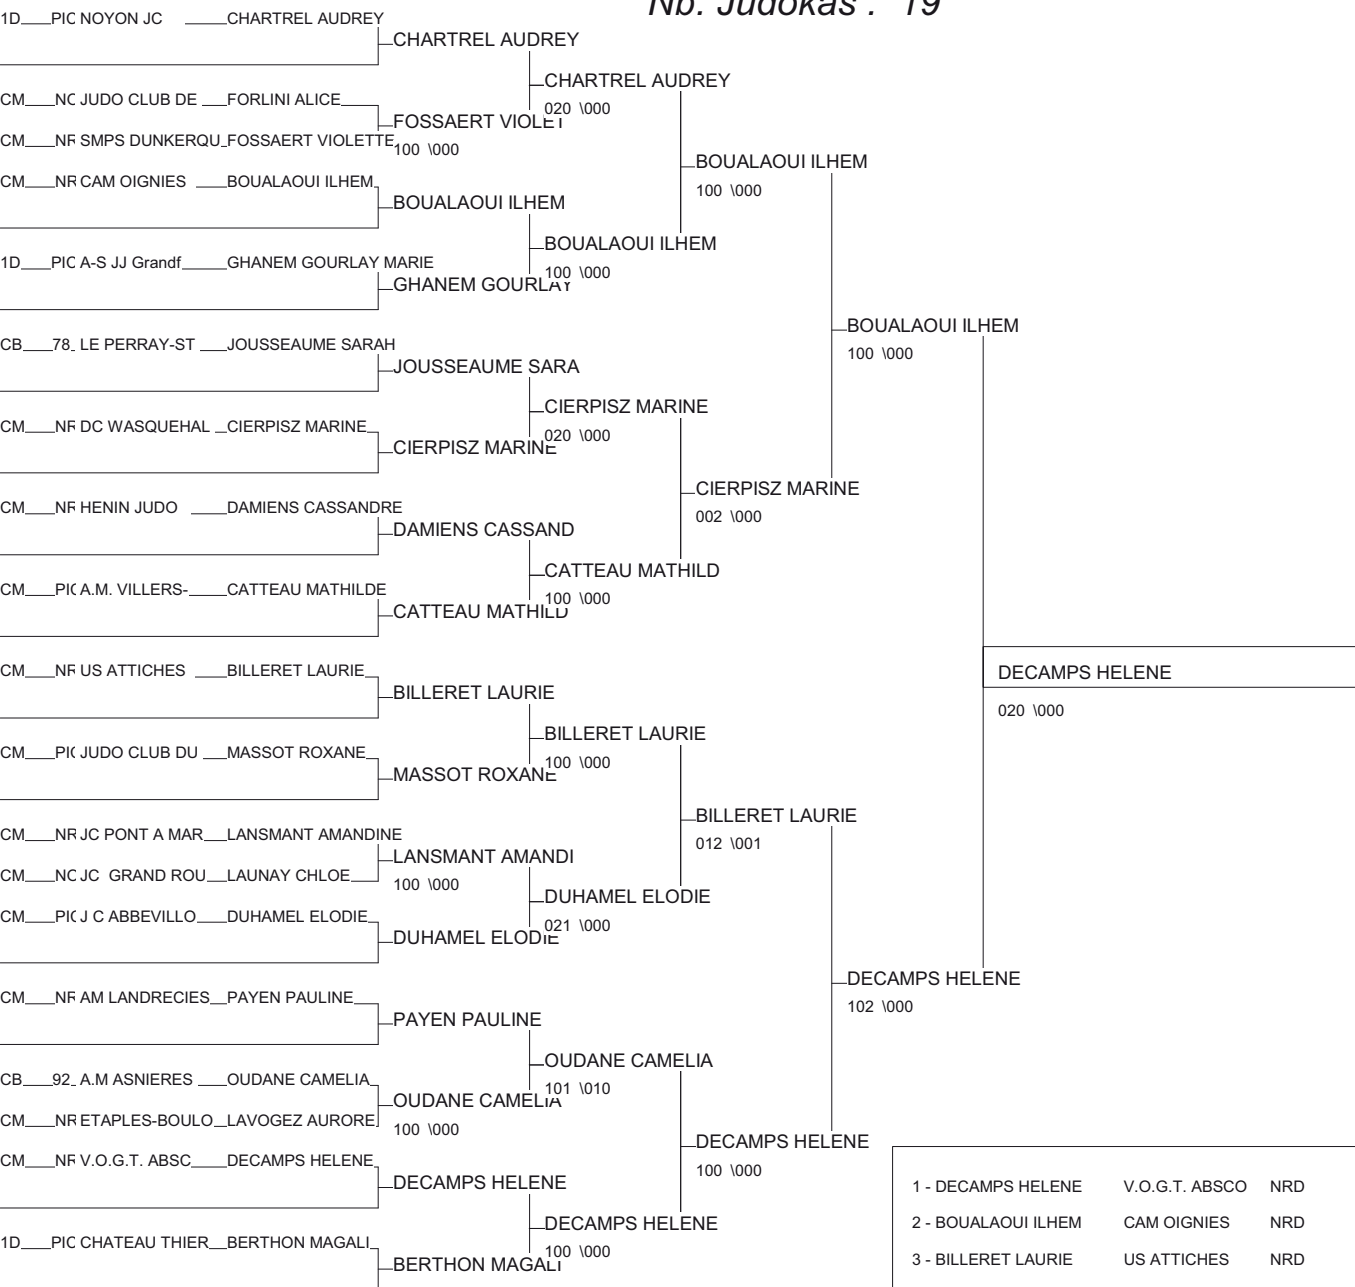 Nb. Judokas : 19
1D PIC NOYON JC CHARTREL AUDREY
CHARTREL AUDREY
CHARTREL AUDREY
020 \000
CM NC JUDO CLUB DE FORLINI ALICE
FOSSAERT VIOLET
100 \000
CM NR SMPS DUNKERQU FOSSAERT VIOLETTE
BOUALAOUI ILHEM
100 \000
CM NR CAM OIGNIES BOUALAOUI ILHEM
BOUALAOUI ILHEM
BOUALAOUI ILHEM
100 \000
1D PIC A-S JJ Grandf GHANEM GOURLAY MARIE
GHANEM GOURLAY
BOUALAOUI ILHEM
100 \000
CB 78 LE PERRAY-ST JOUSSEAUME SARAH
JOUSSEAUME SARA
CIERPISZ MARINE
020 \000
CM NR DC WASQUEHAL CIERPISZ MARINE
CIERPISZ MARINE
CIERPISZ MARINE
002 \000
CM NR HENIN JUDO DAMIENS CASSANDRE
DAMIENS CASSAND
CATTEAU MATHILD
100 \000
CM PIC A.M. VILLERS- CATTEAU MATHILDE
CATTEAU MATHILD
DECAMPS HELENE
020 \000
CM NR US ATTICHES BILLERET LAURIE
BILLERET LAURIE
BILLERET LAURIE
100 \000
CM PIC JUDO CLUB DU MASSOT ROXANE
MASSOT ROXANE
BILLERET LAURIE
012 \001
CM NR JC PONT A MAR LANSMANT AMANDINE
LANSMANT AMANDI
100 \000
CM NC JC GRAND ROU LAUNAY CHLOE
DUHAMEL ELODIE
021 \000
CM PIC J C ABBEVILLO DUHAMEL ELODIE
DUHAMEL ELODIE
DECAMPS HELENE
102 \000
CM NR AM LANDRECIES PAYEN PAULINE
PAYEN PAULINE
OUDANE CAMELIA
101 \010
CB 92 A.M ASNIERES OUDANE CAMELIA
OUDANE CAMELIA
100 \000
CM NR ETAPLES-BOULO LAVOGEZ AURORE
DECAMPS HELENE
100 \000
CM NR V.O.G.T. ABSC DECAMPS HELENE
DECAMPS HELENE
DECAMPS HELENE
100 \000
1D PIC CHATEAU THIER BERTHON MAGALI
BERTHON MAGALI
1 - DECAMPS HELENE V.O.G.T. ABSCO NRD
2 - BOUALAOUI ILHEM CAM OIGNIES NRD
3 - BILLERET LAURIE US ATTICHES NRD